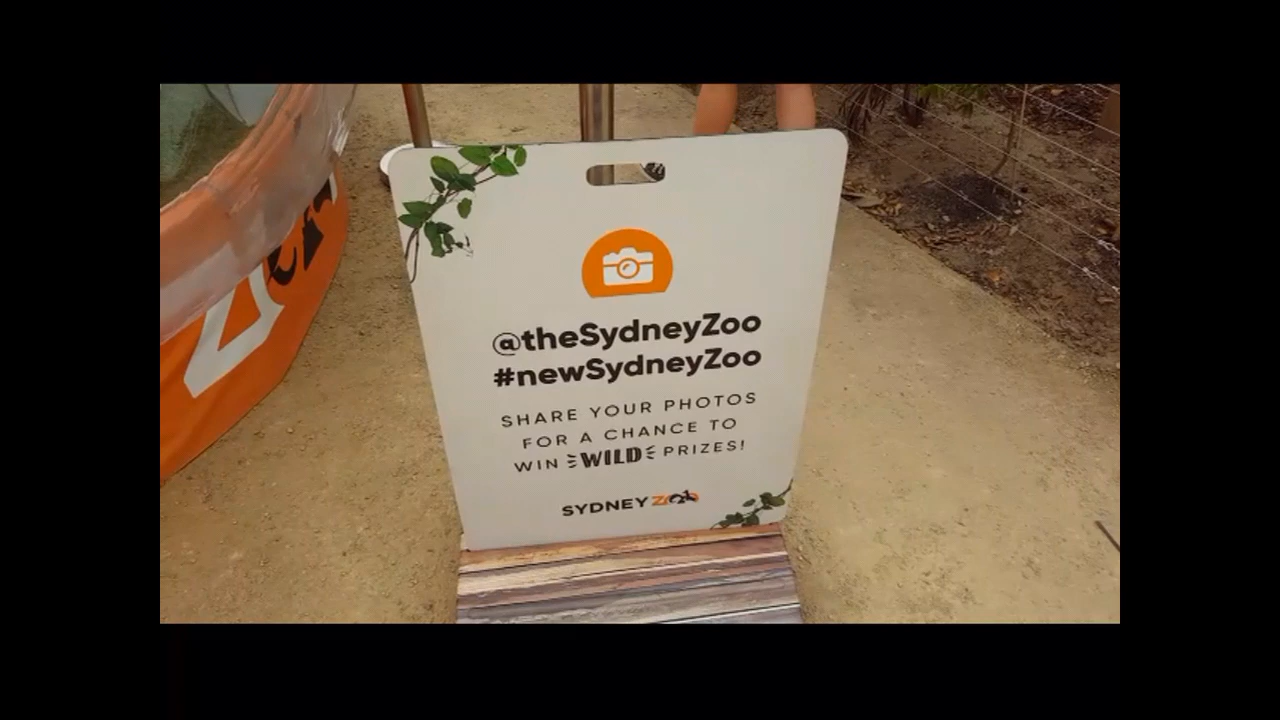 @theSydneyZoo
#newSydneyZoo
SHARE YOUR PHOTOS
FOR A CHANCE TO
WIN WILD PRIZES!
SYDNEY ZOO